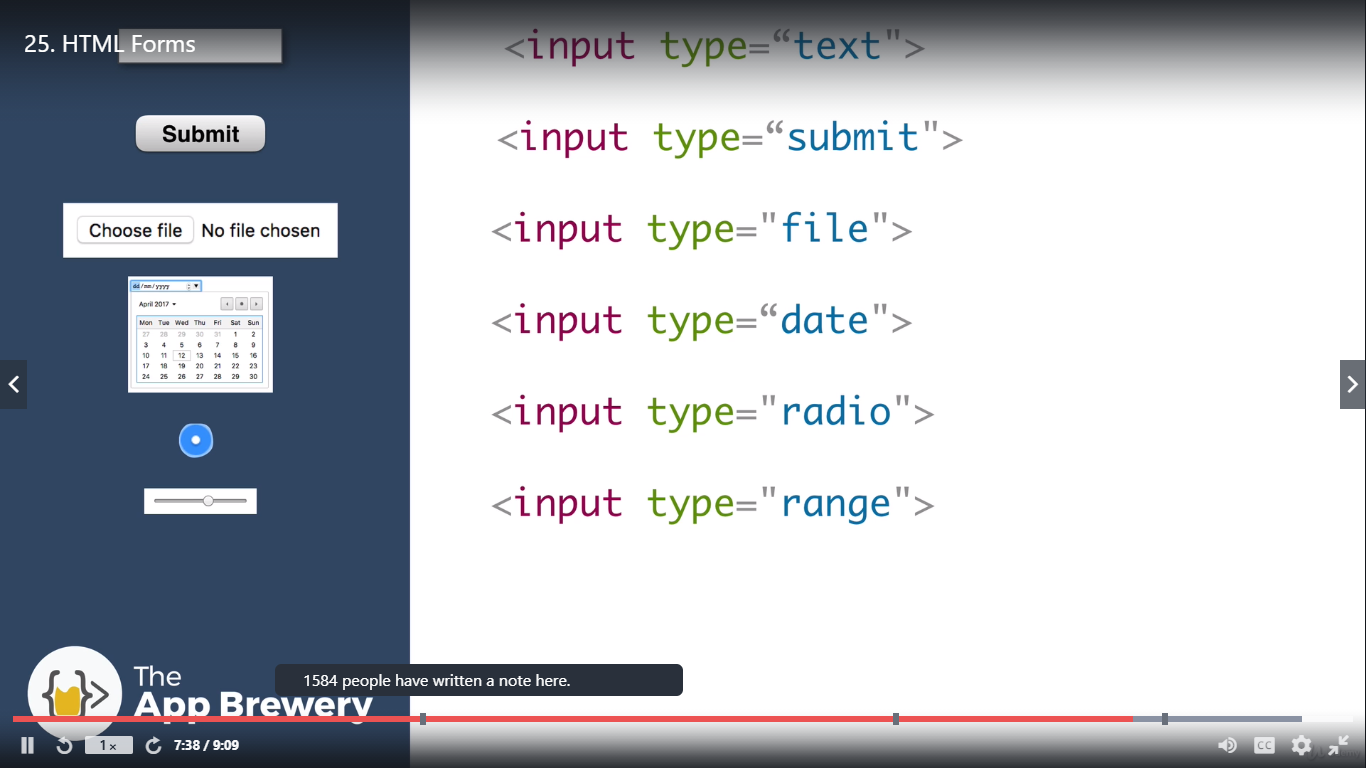 25. HTML Forms
<input type=“text">
Submit
<input type=“submit">
Choose file No file chosen
<input type="file">
dd/mm/yyyy
April 2017
Mon Tue Wed Thu Fri Sat Sun
27 28 29 30 31 1 2
3 4 5 6 7 8 9
10 11 12 13 14 15 16
17 18 19 20 21 22 23
24 25 26 27 28 29 30
<input type=“date">
<input type="radio">
<input type="range">
The
App Brewery
1584 people have written a note here.
1x
7:38 / 9:09
CC